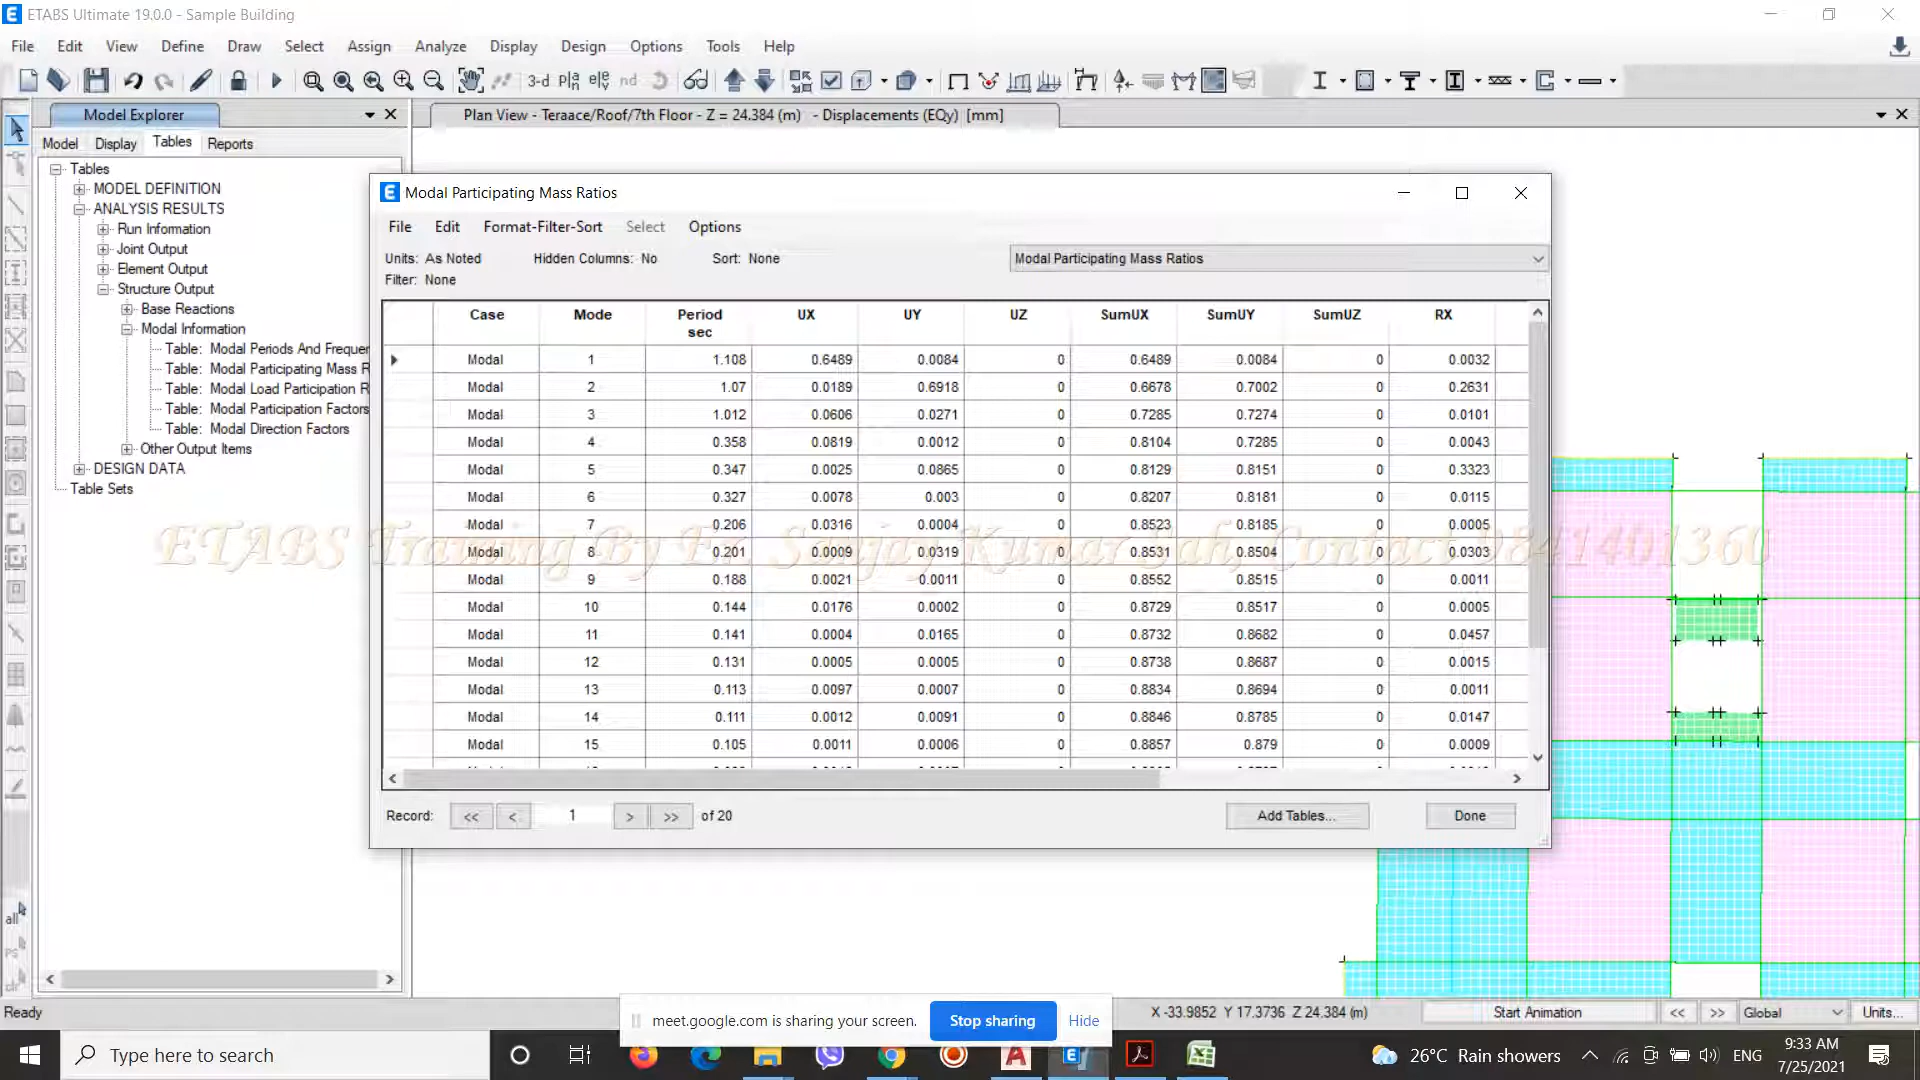 ETABS Ultimate 19.0.0 - Sample Building
File Edit View Define Draw Select Assign Analyze Display Design Options Tools Help
3-d Pla ele nd
Model Explorer
Plan View - Teraace/Roof/7th Floor - Z = 24.384 (m) - Displacements (EQy) [mm]
Model Display Tables Reports
Tables
MODEL DEFINITION
ANALYSIS RESULTS
Run Information
Joint Output
Element Output
Structure Output
Base Reactions
Modal Information
Table: Modal Periods And Frequer
Table: Modal Participating Mass R
Table: Modal Load Participation R
Table: Modal Participation Factors
Table: Modal Direction Factors
Other Output Items
DESIGN DATA
Table Sets
Modal Participating Mass Ratios
File Edit Format-Filter-Sort Select Options
Units: As Noted Hidden Columns: No Sort: None Modal Participating Mass Ratios
Filter: None
Case Mode Period sec UX UY UZ SumUX SumUY SumUZ RX
Modal 1 1.108 0.6489 0.0084 0 0.6489 0.0084 0 0.0032
Modal 2 1.07 0.0189 0.6918 0 0.6678 0.7002 0 0.2631
Modal 3 1.012 0.0606 0.0271 0 0.7285 0.7274 0 0.0101
Modal 4 0.358 0.0819 0.0012 0 0.8104 0.7285 0 0.0043
Modal 5 0.347 0.0025 0.0865 0 0.8129 0.8151 0 0.3323
Modal 6 0.327 0.0078 0.003 0 0.8207 0.8181 0 0.0115
Modal 7 0.206 0.0316 0.0004 0 0.8523 0.8185 0 0.0005
Modal 8 0.201 0.0009 0.0319 0 0.8531 0.8504 0 0.0303
Modal 9 0.188 0.0021 0.0011 0 0.8552 0.8515 0 0.0011
Modal 10 0.144 0.0176 0.0002 0 0.8729 0.8517 0 0.0005
Modal 11 0.141 0.0004 0.0165 0 0.8732 0.8682 0 0.0457
Modal 12 0.131 0.0005 0.0005 0 0.8738 0.8687 0 0.0015
Modal 13 0.113 0.0097 0.0007 0 0.8834 0.8694 0 0.0011
Modal 14 0.111 0.0012 0.0091 0 0.8846 0.8785 0 0.0147
Modal 15 0.105 0.0011 0.0006 0 0.8857 0.879 0 0.0009
ETABS Training By Er. Sanjay Kumar Sah, Contact 9841401360
Record: << < 1 > >> of 20 Add Tables... Done
all
PS
clr
Ready
X -33.9852 Y 17.3736 Z 24.384 (m) Start Animation << >> Global Units...
meet.google.com is sharing your screen. Stop sharing Hide
Type here to search
26°C Rain showers ENG
9:33 AM
7/25/2021